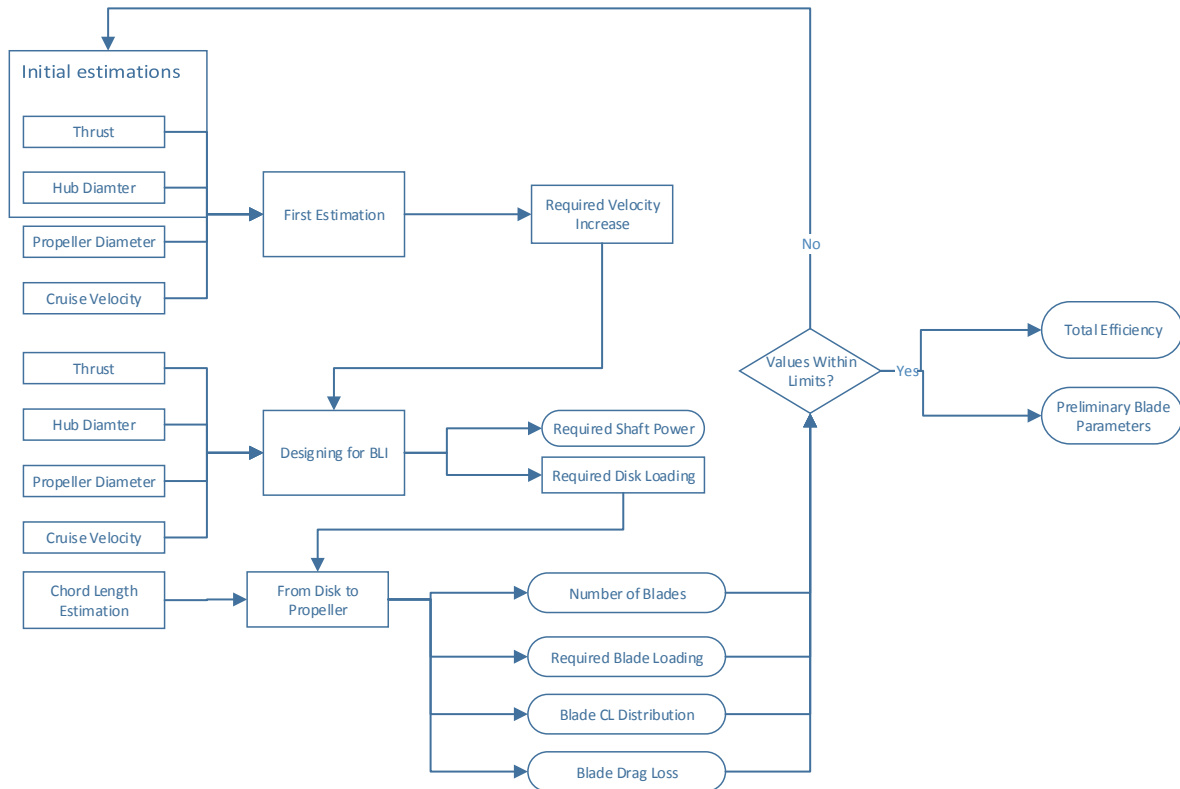 Initial estimations
Thrust
Hub Diamter
Propeller Diameter
Cruise Velocity
First Estimation
Required Velocity
Increase
No
Values Within
Limits?
Yes
Total Efficiency
Preliminary Blade
Parameters
Thrust
Hub Diamter
Propeller Diameter
Cruise Velocity
Designing for BLI
Required Shaft Power
Required Disk Loading
Chord Length
Estimation
From Disk to
Propeller
Number of Blades
Required Blade Loading
Blade CL Distribution
Blade Drag Loss